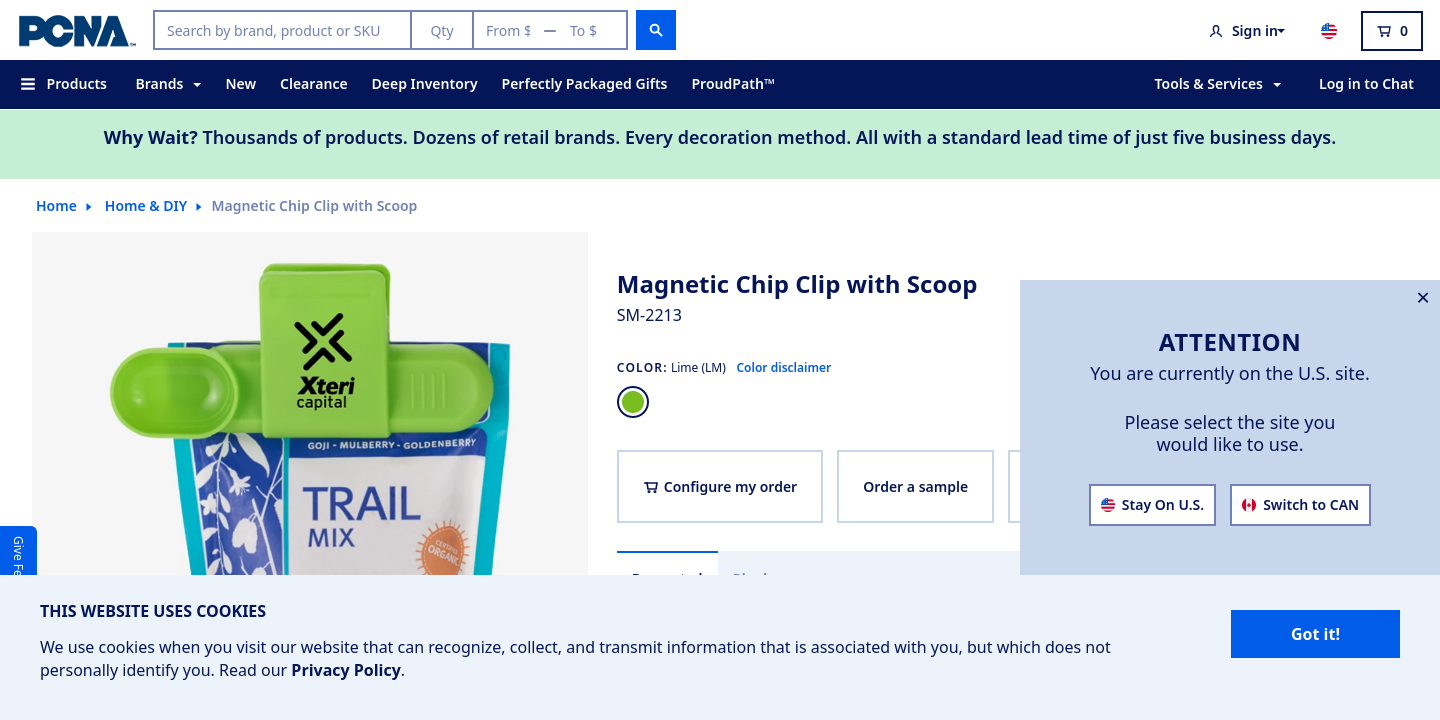 PCNA™
Search by brand, product or SKU
Qty
From $ — To $
Sign in
0
Products
Brands
New
Clearance
Deep Inventory
Perfectly Packaged Gifts
ProudPath™
Tools & Services
Log in to Chat
Why Wait? Thousands of products. Dozens of retail brands. Every decoration method. All with a standard lead time of just five business days.
Home
Home & DIY
Magnetic Chip Clip with Scoop
Xteri
capital
GOJI - MULBERRY - GOLDENBERRY
TRAIL
MIX
CERTIFIED
ORGANIC
Magnetic Chip Clip with Scoop
SM-2213
COLOR: Lime (LM) Color disclaimer
Configure my order
Order a sample
ATTENTION
You are currently on the U.S. site.
Please select the site you
would like to use.
Stay On U.S.
Switch to CAN
Give Fe
THIS WEBSITE USES COOKIES
We use cookies when you visit our website that can recognize, collect, and transmit information that is associated with you, but which does not
personally identify you. Read our Privacy Policy.
Got it!